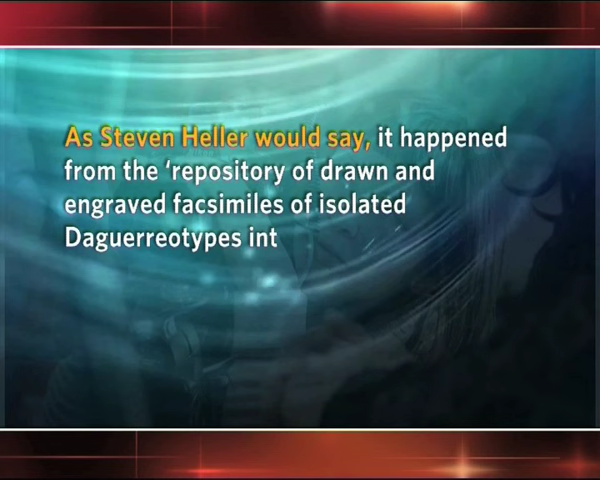 As Steven Heller would say, it happened
from the ‘repository of drawn and
engraved facsimiles of isolated
Daguerreotypes int